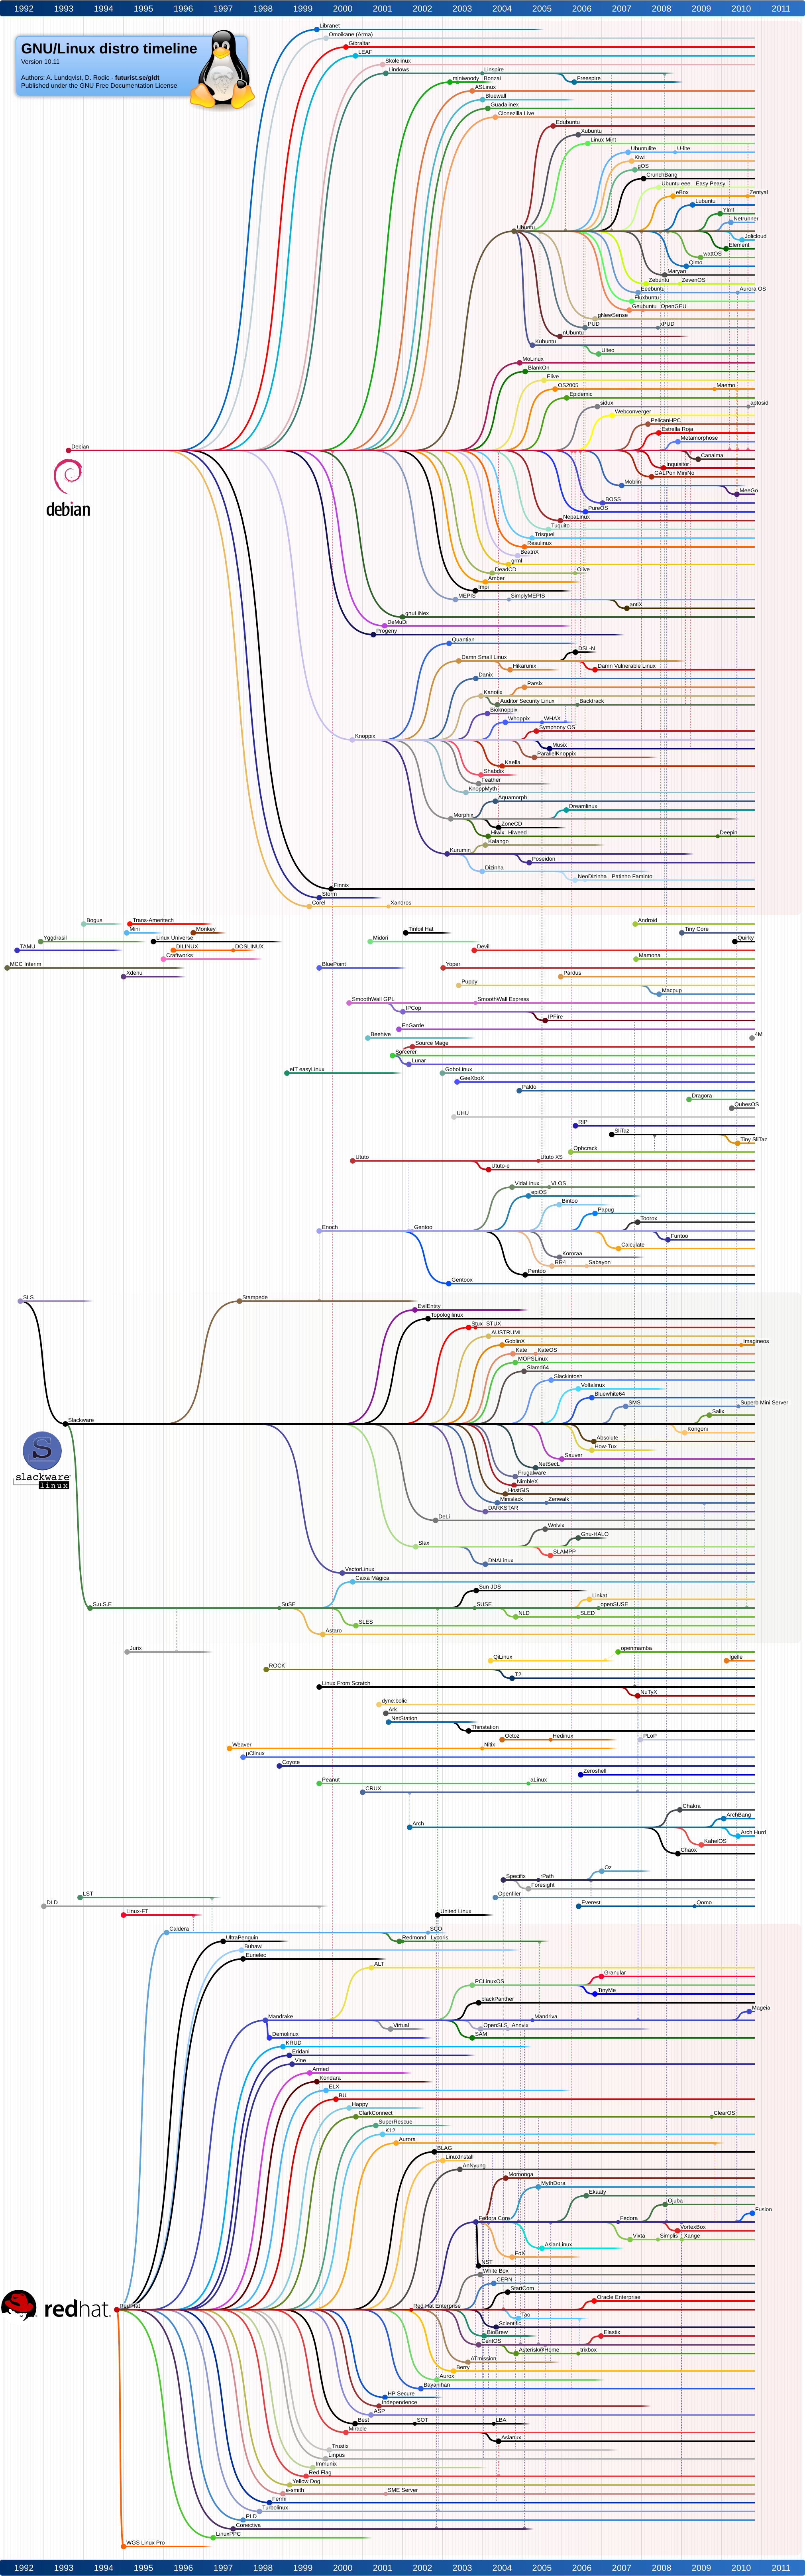 1992 1993 1994 1995 1996 1997 1998 1999 2000 2001 2002 2003 2004 2005 2006 2007 2008 2009 2010 2011
GNU/Linux distro timeline
Version 10.11
Authors: A. Lundqvist, D. Rodic - futurist.se/gldt
Published under the GNU Free Documentation License
Libranet
Omoikane (Arma)
Gibraltar
LEAF
Skolelinux
Lindows Linspire
miniwoody Bonzai Freespire
ASLinux
Bluewall
Guadalinex
Clonezilla Live
Edubuntu
Xubuntu
Linux Mint
Ubuntulite U-lite
Kiwi
gOS
CrunchBang
Ubuntu eee Easy Peasy
eBox Zentyal
Lubuntu
Ylmf
Netrunner
Ubuntu
Jolicloud
Element
wattOS
Qimo
Maryan
Zebuntu ZevenOS
Eeebuntu Aurora OS
Fluxbuntu
Geubuntu OpenGEU
gNewSense
PUD xPUD
nUbuntu
Kubuntu
Ulteo
MoLinux
BlankOn
Elive
OS2005 Maemo
Epidemic
sidux aptosid
Webconverger
PelicanHPC
Estrella Roja
Metamorphose
Debian
Canaima
Inquisitor
GALPon MiniNo
Moblin
MeeGo
BOSS
PureOS
NepaLinux
Tuquito
Trisquel
Resulinux
BeatriX
grml
DeadCD Olive
Amber
Impi
MEPIS SimplyMEPIS
antiX
gnuLiNex
DeMuDi
Progeny
debian
Quantian
DSL-N
Damn Small Linux
Hikarunix Damn Vulnerable Linux
Danix
Parsix
Kanotix
Auditor Security Linux Backtrack
Bioknoppix
Whoppix WHAX
Symphony OS
Knoppix
Musix
ParallelKnoppix
Kaella
Shabdix
Feather
KnoppMyth
Aquamorph
Dreamlinux
Morphix
ZoneCD
Hiwix Hiweed Deepin
Kalango
Kurumin
Poseidon
Dizinha
NeoDizinha Patinho Faminto
Finnix
Storm
Corel Xandros
Bogus Trans-Ameritech Android
Mini Monkey Tinfoil Hat Tiny Core
Yggdrasil Linux Universe Midori Quirky
TAMU DILINUX DOSLINUX Devil
Craftworks Mamona
MCC Interim BluePoint Yoper
Xdenu Pardus
Puppy
Macpup
SmoothWall GPL SmoothWall Express
IPCop
IPFire
EnGarde
Beehive 4M
Source Mage
Sorcerer
Lunar
eIT easyLinux GoboLinux
GeeXboX
Paldo
Dragora
QubesOS
UHU
RIP
SliTaz
Tiny SliTaz
Ophcrack
Ututo Ututo XS
Ututo-e
VidaLinux VLOS
epiOS
Bintoo
Papug
Toorox
Enoch Gentoo
Funtoo
Calculate
Kororaa
RR4 Sabayon
Pentoo
Gentoox
SLS Stampede
EvilEntity
Topologilinux
Stux STUX
AUSTRUMI
GoblinX Imagineos
Kate KateOS
MOPSLinux
Slamd64
Slackintosh
Voltalinux
Bluewhite64
SMS Superb Mini Server
Salix
Slackware
Kongoni
Absolute
How-Tux
Sauver
NetSecL
Frugalware
NimbleX
HostGIS
Minislack Zenwalk
DARKSTAR
DeLi
Wolvix
Gnu-HALO
Slax
SLAMPP
DNALinux
VectorLinux
slackware
linux
Caixa Mágica
Sun JDS
Linkat
S.u.S.E SuSE SUSE openSUSE
NLD SLED
SLES
Astaro
Jurix openmamba
QiLinux Igelle
ROCK
T2
Linux From Scratch
NuTyX
dyne:bolic
Ark
NetStation
Thinstation
Octoz Hedinux PLoP
Weaver Nitix
µClinux
Coyote
Zeroshell
Peanut aLinux
CRUX
Chakra
ArchBang
Arch
Arch Hurd
KahelOS
Chaox
Oz
Specifix rPath
Foresight
LST Openfiler
DLD Everest Qomo
Linux-FT United Linux
Caldera SCO
UltraPenguin Redmond Lycoris
Buhawi
Eurielec
ALT
Granular
PCLinuxOS
TinyMe
blackPanther
Mageia
Mandrake Mandriva
Virtual OpenSLS Annvix
Demolinux SAM
KRUD
Eridani
Vine
Armed
Kondara
ELX
BU
Happy
ClarkConnect ClearOS
SuperRescue
K12
Aurora
BLAG
LinuxInstall
AnNyung
Momonga
MythDora
Ekaaty
Ojuba
Fusion
Fedora Core Fedora
VortexBox
Vixta Simplis Xange
AsianLinux
FoX
NST
White Box
CERN
StartCom
Oracle Enterprise
redhat.
Red Hat Red Hat Enterprise
Tao
Scientific
BioBrew Elastix
CentOS
Asterisk@Home trixbox
ATmission
Berry
Aurox
Bayanihan
HP Secure
Independence
ASP
Best SOT LBA
Miracle
Asianux
Trustix
Linpus
Immunix
Red Flag
Yellow Dog
e-smith SME Server
Fermi
Turbolinux
PLD
Conectiva
LinuxPPC
WGS Linux Pro
1992 1993 1994 1995 1996 1997 1998 1999 2000 2001 2002 2003 2004 2005 2006 2007 2008 2009 2010 2011